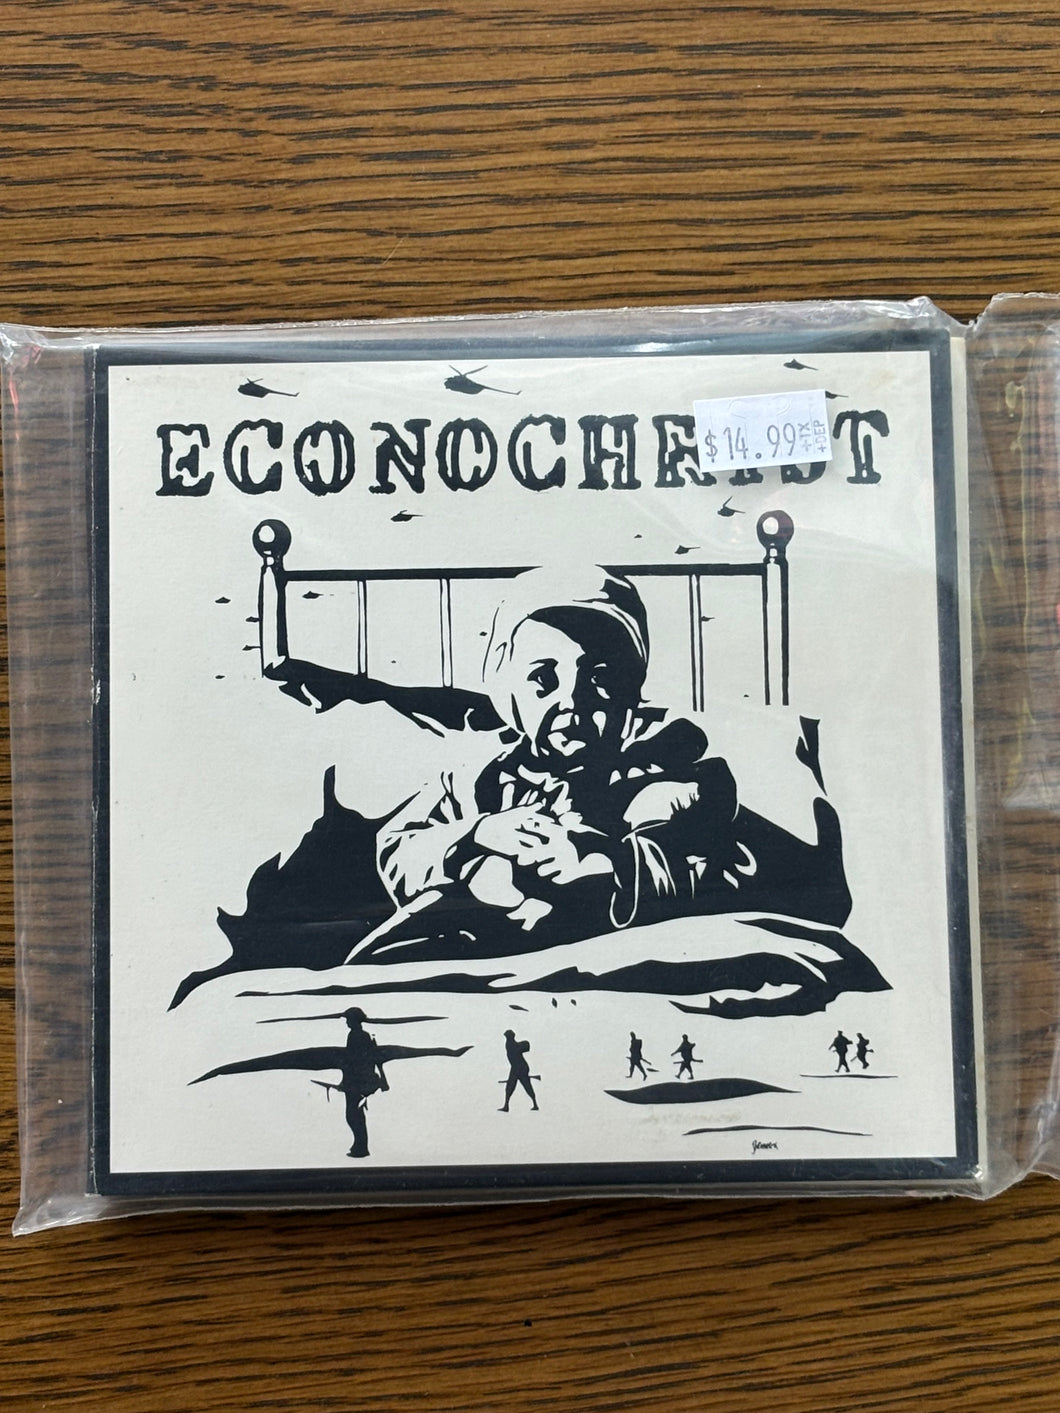 ECONOCHRIST
$14.99
+TX
+DEP